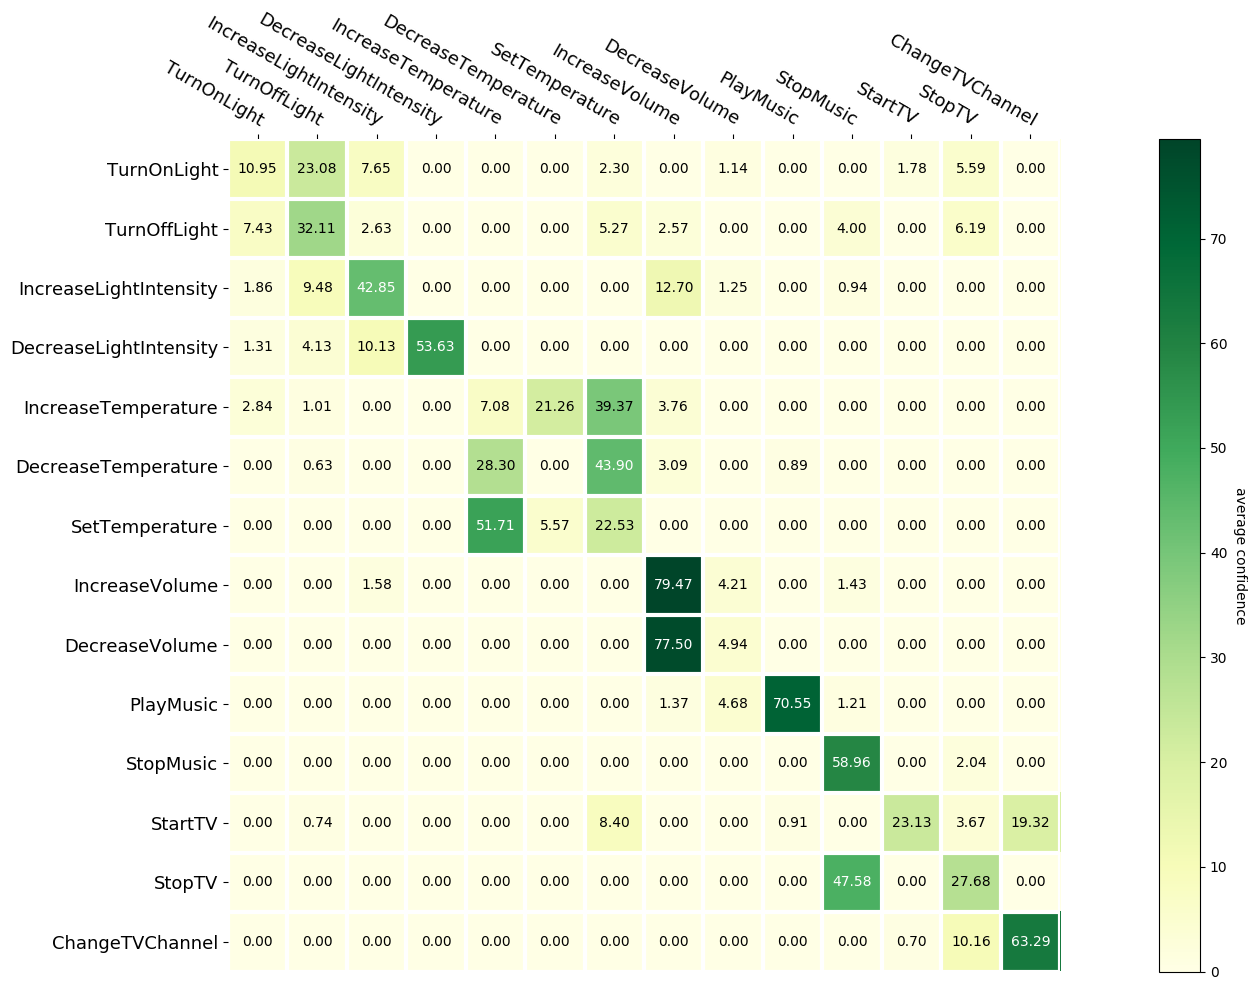 TurnOnLight TurnOffLight IncreaseLightIntensity DecreaseLightIntensity IncreaseTemperature DecreaseTemperature SetTemperature IncreaseVolume DecreaseVolume PlayMusic StopMusic StartTV StopTV ChangeTVChannel
TurnOnLight 10.95 23.08 7.65 0.00 0.00 0.00 2.30 0.00 1.14 0.00 0.00 1.78 5.59 0.00
TurnOffLight 7.43 32.11 2.63 0.00 0.00 0.00 5.27 2.57 0.00 0.00 4.00 0.00 6.19 0.00
IncreaseLightIntensity 1.86 9.48 42.85 0.00 0.00 0.00 0.00 12.70 1.25 0.00 0.94 0.00 0.00 0.00
DecreaseLightIntensity 1.31 4.13 10.13 53.63 0.00 0.00 0.00 0.00 0.00 0.00 0.00 0.00 0.00 0.00
IncreaseTemperature 2.84 1.01 0.00 0.00 7.08 21.26 39.37 3.76 0.00 0.00 0.00 0.00 0.00 0.00
DecreaseTemperature 0.00 0.63 0.00 0.00 28.30 0.00 43.90 3.09 0.00 0.89 0.00 0.00 0.00 0.00
SetTemperature 0.00 0.00 0.00 0.00 51.71 5.57 22.53 0.00 0.00 0.00 0.00 0.00 0.00 0.00
IncreaseVolume 0.00 0.00 1.58 0.00 0.00 0.00 0.00 79.47 4.21 0.00 1.43 0.00 0.00 0.00
DecreaseVolume 0.00 0.00 0.00 0.00 0.00 0.00 0.00 77.50 4.94 0.00 0.00 0.00 0.00 0.00
PlayMusic 0.00 0.00 0.00 0.00 0.00 0.00 0.00 1.37 4.68 70.55 1.21 0.00 0.00 0.00
StopMusic 0.00 0.00 0.00 0.00 0.00 0.00 0.00 0.00 0.00 0.00 58.96 0.00 2.04 0.00
StartTV 0.00 0.74 0.00 0.00 0.00 0.00 8.40 0.00 0.00 0.91 0.00 23.13 3.67 19.32
StopTV 0.00 0.00 0.00 0.00 0.00 0.00 0.00 0.00 0.00 0.00 47.58 0.00 27.68 0.00
ChangeTVChannel 0.00 0.00 0.00 0.00 0.00 0.00 0.00 0.00 0.00 0.00 0.00 0.70 10.16 63.29
70
60
50
40
30
20
10
0
average confidence